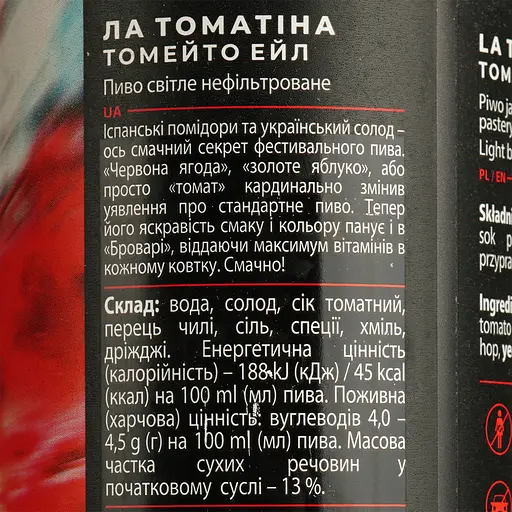 ЛА ТОМАТІНА
ТОМЕЙТО ЕЙЛ
Пиво світле нефільтроване
UA
Іспанські помідори та український солод –
ось смачний секрет фестивального пива.
«Червона ягода», «золоте яблуко», або
просто «томат» кардинально змінив
уявлення про стандартне пиво. Тепер
його яскравість смаку і кольору панує і в
«Броварі», віддаючи максимум вітамінів в
кожному ковтку. Смачно!
Склад: вода, солод, сік томатний,
перець чилі, сіль, спеції, хміль,
дріжджі. Енергетична цінність
(калорійність) – 188 kJ (кДж) / 45 kcal
(ккал) на 100 ml (мл) пива. Поживна
(харчова) цінність: вуглеводів 4,0 –
4,5 g (г) на 100 ml (мл) пива. Масова
частка сухих речовин у
початковому суслі – 13 %.
LA T
TOM
Piwo ja
pastery
Light b
PL / EN
Składni
sok p
przypra
Ingredi
tomato
hop, ye